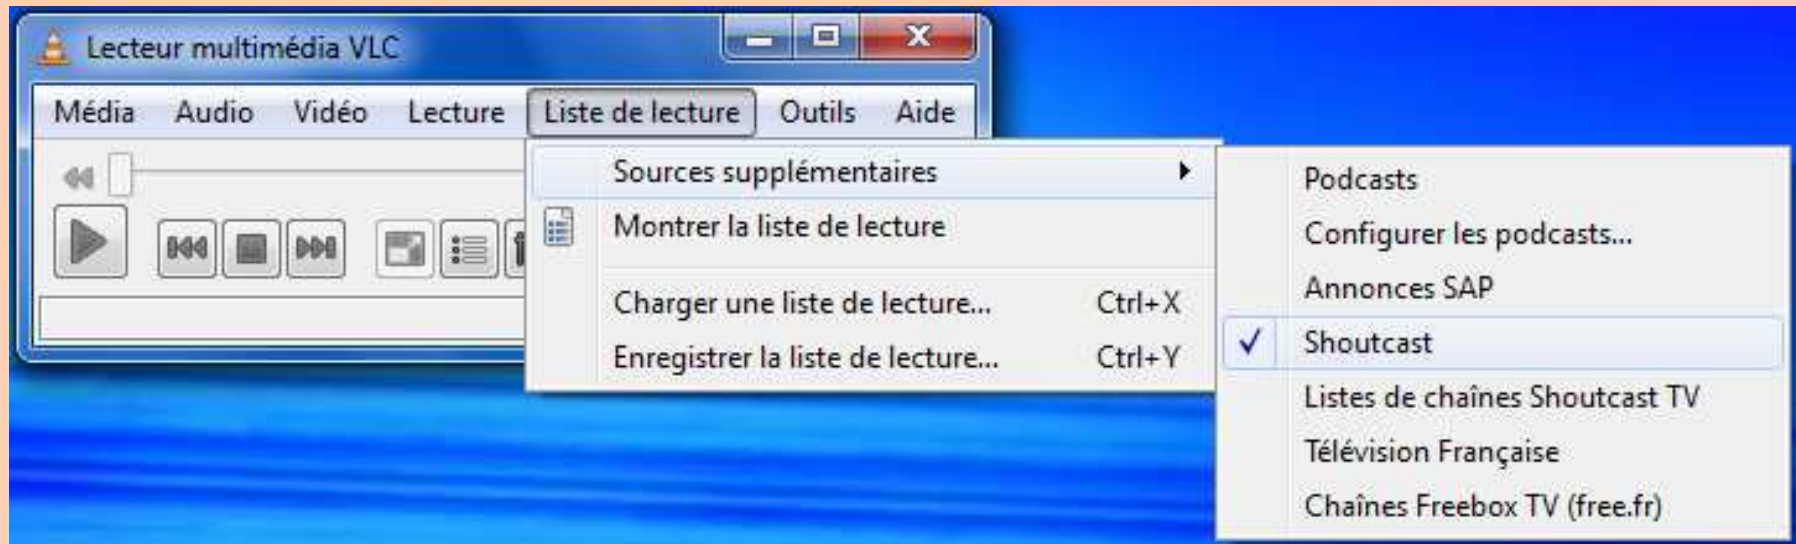 Lecteur multimédia VLC
Média Audio Vidéo Lecture Liste de lecture Outils Aide
Sources supplémentaires
Montrer la liste de lecture
Charger une liste de lecture... Ctrl+X
Enregistrer la liste de lecture... Ctrl+Y
Podcasts
Configurer les podcasts...
Annonces SAP
Shoutcast
Listes de chaînes Shoutcast TV
Télévision Française
Chaînes Freebox TV (free.fr)